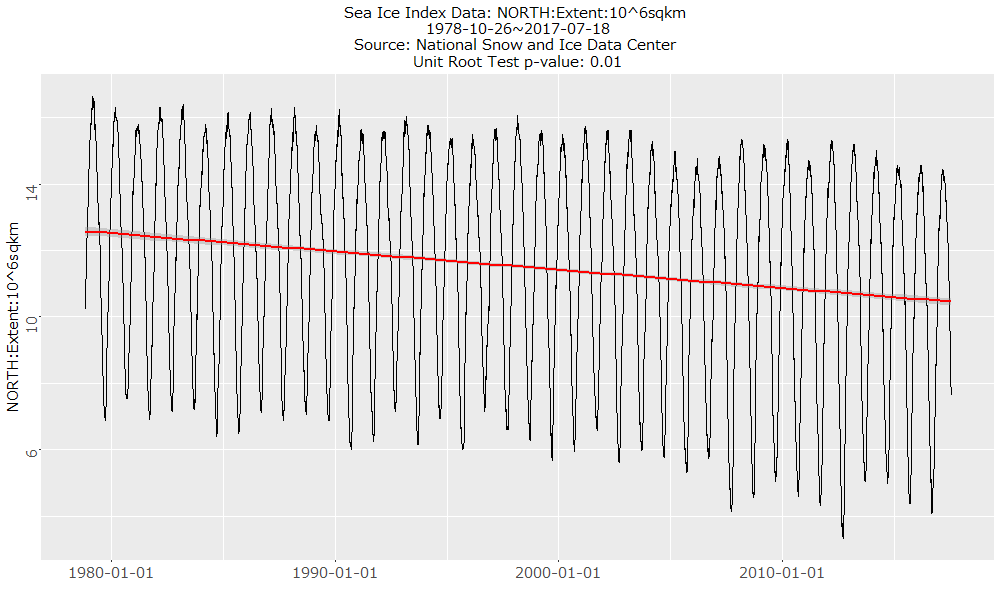 Sea Ice Index Data: NORTH:Extent:10^6sqkm
1978-10-26~2017-07-18
Source: National Snow and Ice Data Center
Unit Root Test p-value: 0.01
NORTH:Extent:10^6sqkm
14
10
6
1980-01-01
1990-01-01
2000-01-01
2010-01-01